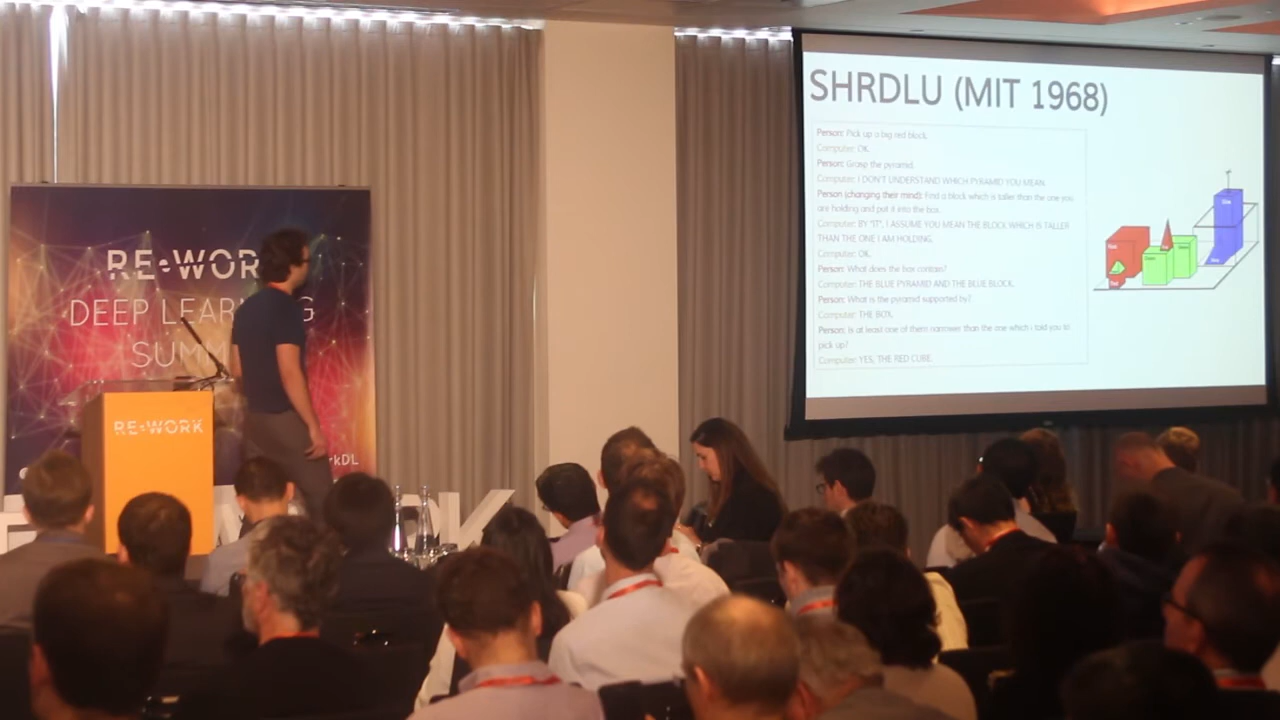 SHRDLU (MIT 1968)
Person: Pick up a big red block.
Computer: OK.
Person: Grasp the pyramid.
Computer: I DON'T UNDERSTAND WHICH PYRAMID YOU MEAN.
Person (changing their mind): Find a block which is taller than the one you
are holding and put it into the box.
Computer: BY "IT", I ASSUME YOU MEAN THE BLOCK WHICH IS TALLER
THAN THE ONE I AM HOLDING.
Computer: OK.
Person: What does the box contain?
Computer: THE BLUE PYRAMID AND THE BLUE BLOCK.
Person: What is the pyramid supported by?
Computer: THE BOX.
Person: Is at least one of them narrower than the one which I told you to
pick up?
Computer: YES, THE RED CUBE.
RE•WOR
DEEP LEAR G
SUMM
RE•WORK
rkDL